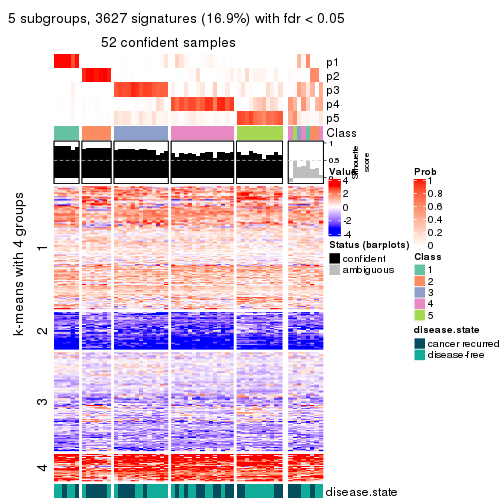 5 subgroups, 3627 signatures (16.9%) with fdr < 0.05
52 confident samples
p1
p2
p3
p4
p5
Class
1
0.5
0
Silhouette
score
k-means with 4 groups
1
2
3
4
disease.state
Value
4
2
0
-2
-4
Status (barplots)
confident
ambiguous
Prob
1
0.8
0.6
0.4
0.2
0
Class
1
2
3
4
5
disease.state
cancer recurred
disease-free